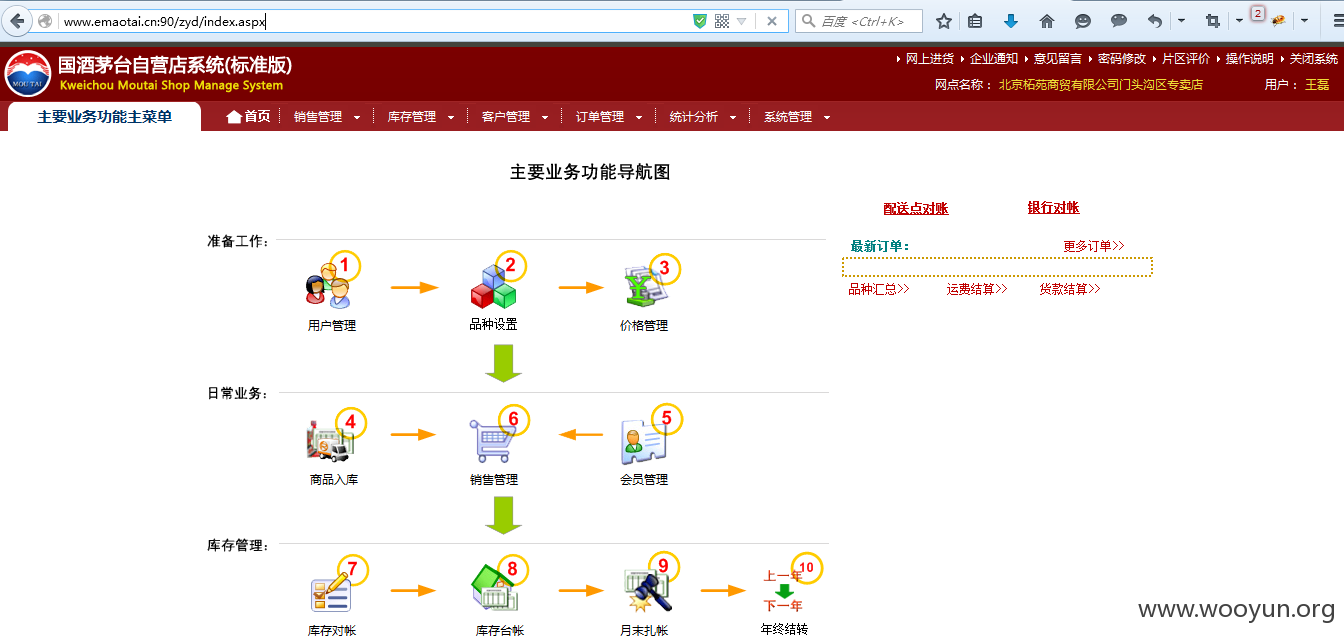 www.emaotai.cn:90/zyd/index.aspx
百度 <Ctrl+K>
2
国酒茅台自营店系统(标准版)
Kweichou Moutai Shop Manage System
MOU TAI
网上进货 企业通知 意见留言 密码修改 片区评价 操作说明 关闭系统
网点名称： 北京柘苑商贸有限公司门头沟区专卖店 用户： 王磊
主要业务功能主菜单 首页 销售管理 库存管理 客户管理 订单管理 统计分析 系统管理
主要业务功能导航图
配送点对账 银行对帐
最新订单： 更多订单>>
品种汇总>> 运费结算>> 货款结算>>
准备工作：
1 2 3
用户管理 品种设置 价格管理
日常业务：
4 6 5
商品入库 销售管理 会员管理
库存管理：
7 8 9 10
上一年
下一年
库存对帐 库存台帐 月末扎帐 年终结转
www.wooyun.org